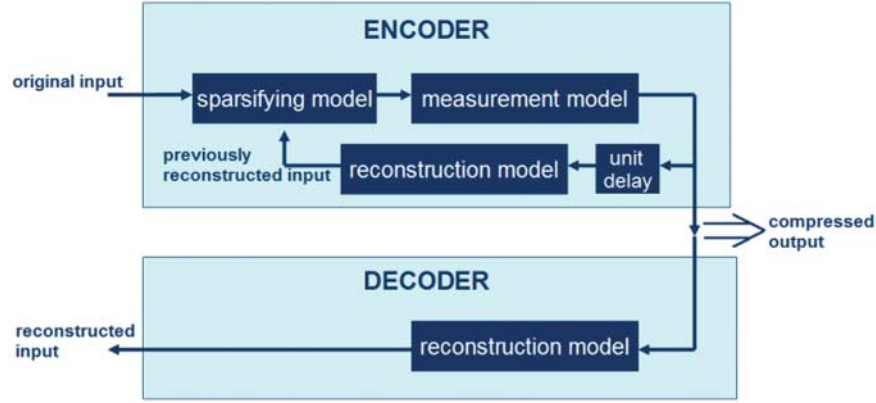 ENCODER
original input
sparsifying model
measurement model
previously
reconstructed input
reconstruction model
unit
delay
compressed
output
DECODER
reconstructed
input
reconstruction model